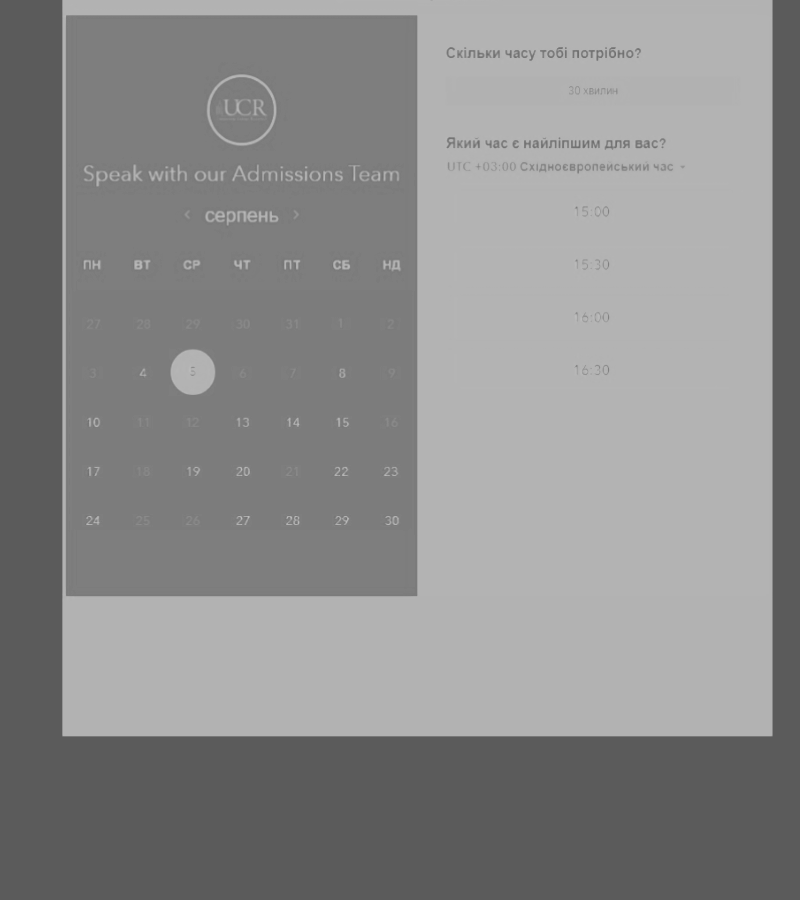 UCR
Speak with our Admissions Team
< серпень >
ПН ВТ СР ЧТ ПТ СБ НД
27 28 29 30 31 1 2
3 4 5 6 7 8 9
10 11 12 13 14 15 16
17 18 19 20 21 22 23
24 25 26 27 28 29 30
Скільки часу тобі потрібно?
30 хвилин
Який час є найліпшим для вас?
UTC +03:00 Східноєвропейський час
15:00
15:30
16:00
16:30